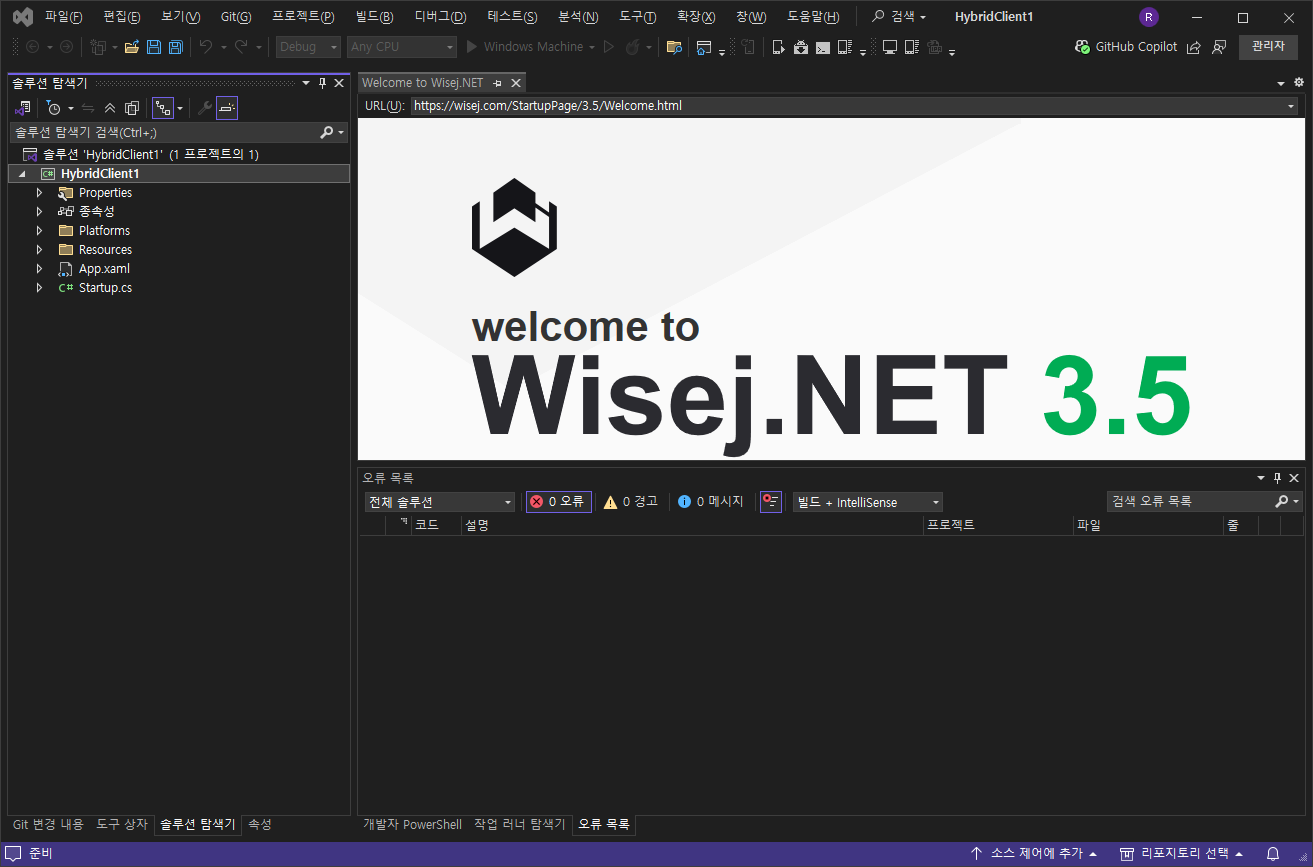 파일(F) 편집(E) 보기(V) Git(G) 프로젝트(P) 빌드(B) 디버그(D) 테스트(S) 분석(N) 도구(T) 확장(X) 창(W) 도움말(H) 검색 HybridClient1 R
Debug Any CPU Windows Machine GitHub Copilot 관리자
솔루션 탐색기
솔루션 탐색기 검색(Ctrl+;)
솔루션 'HybridClient1' (1 프로젝트의 1)
C# HybridClient1
Properties
종속성
Platforms
Resources
App.xaml
C# Startup.cs
Welcome to Wisej.NET
URL(U): https://wisej.com/StartupPage/3.5/Welcome.html
welcome to
Wisej.NET 3.5
오류 목록
전체 솔루션 0 오류 0 경고 0 메시지 빌드 + IntelliSense 검색 오류 목록
코드 설명 프로젝트 파일 줄
Git 변경 내용 도구 상자 솔루션 탐색기 속성
개발자 PowerShell 작업 러너 탐색기 오류 목록
준비 소스 제어에 추가 리포지토리 선택